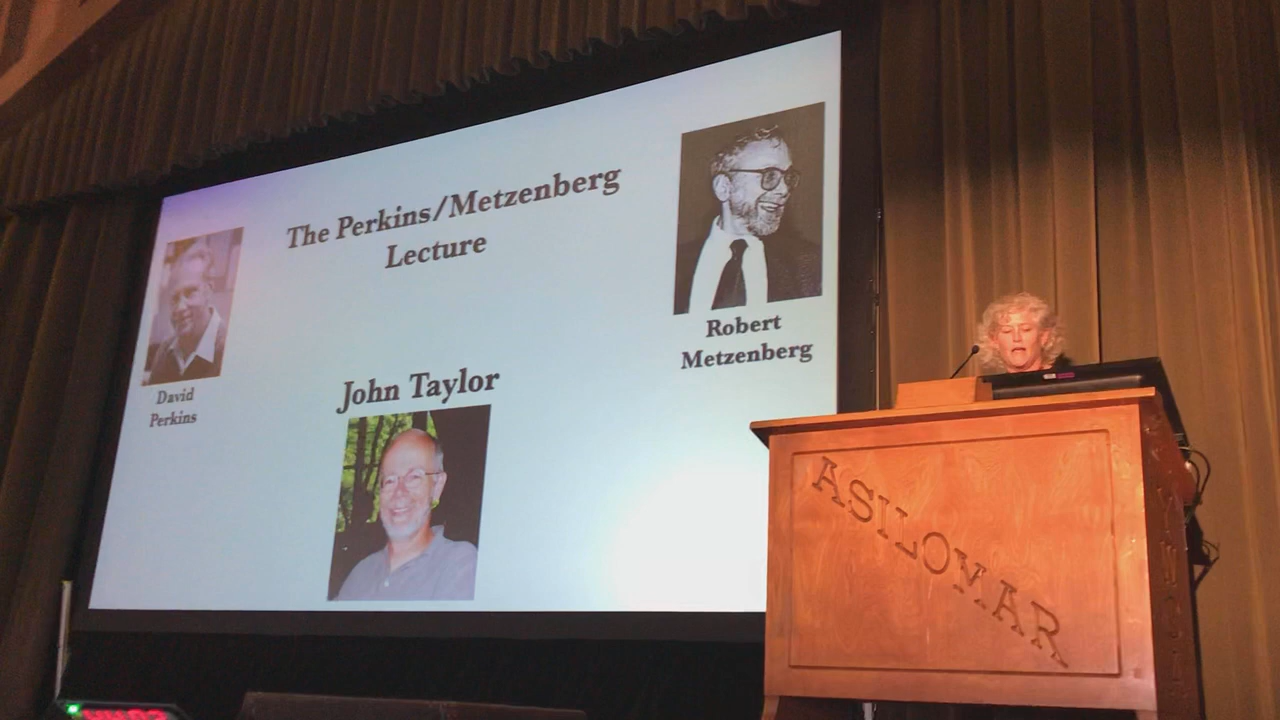 The Perkins/Metzenberg
Lecture
David
Perkins
Robert
Metzenberg
John Taylor
ASILOMAR